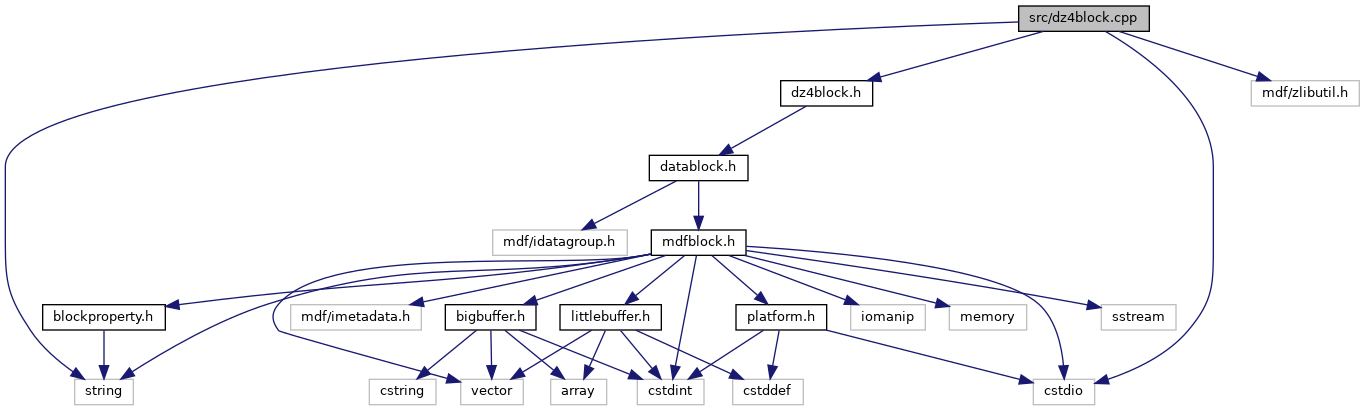 src/dz4block.cpp
dz4block.h
mdf/zlibutil.h
datablock.h
mdf/idatagroup.h
mdfblock.h
blockproperty.h
mdf/imetadata.h
bigbuffer.h
littlebuffer.h
platform.h
iomanip
memory
sstream
string
cstring
vector
array
cstdint
cstddef
cstdio